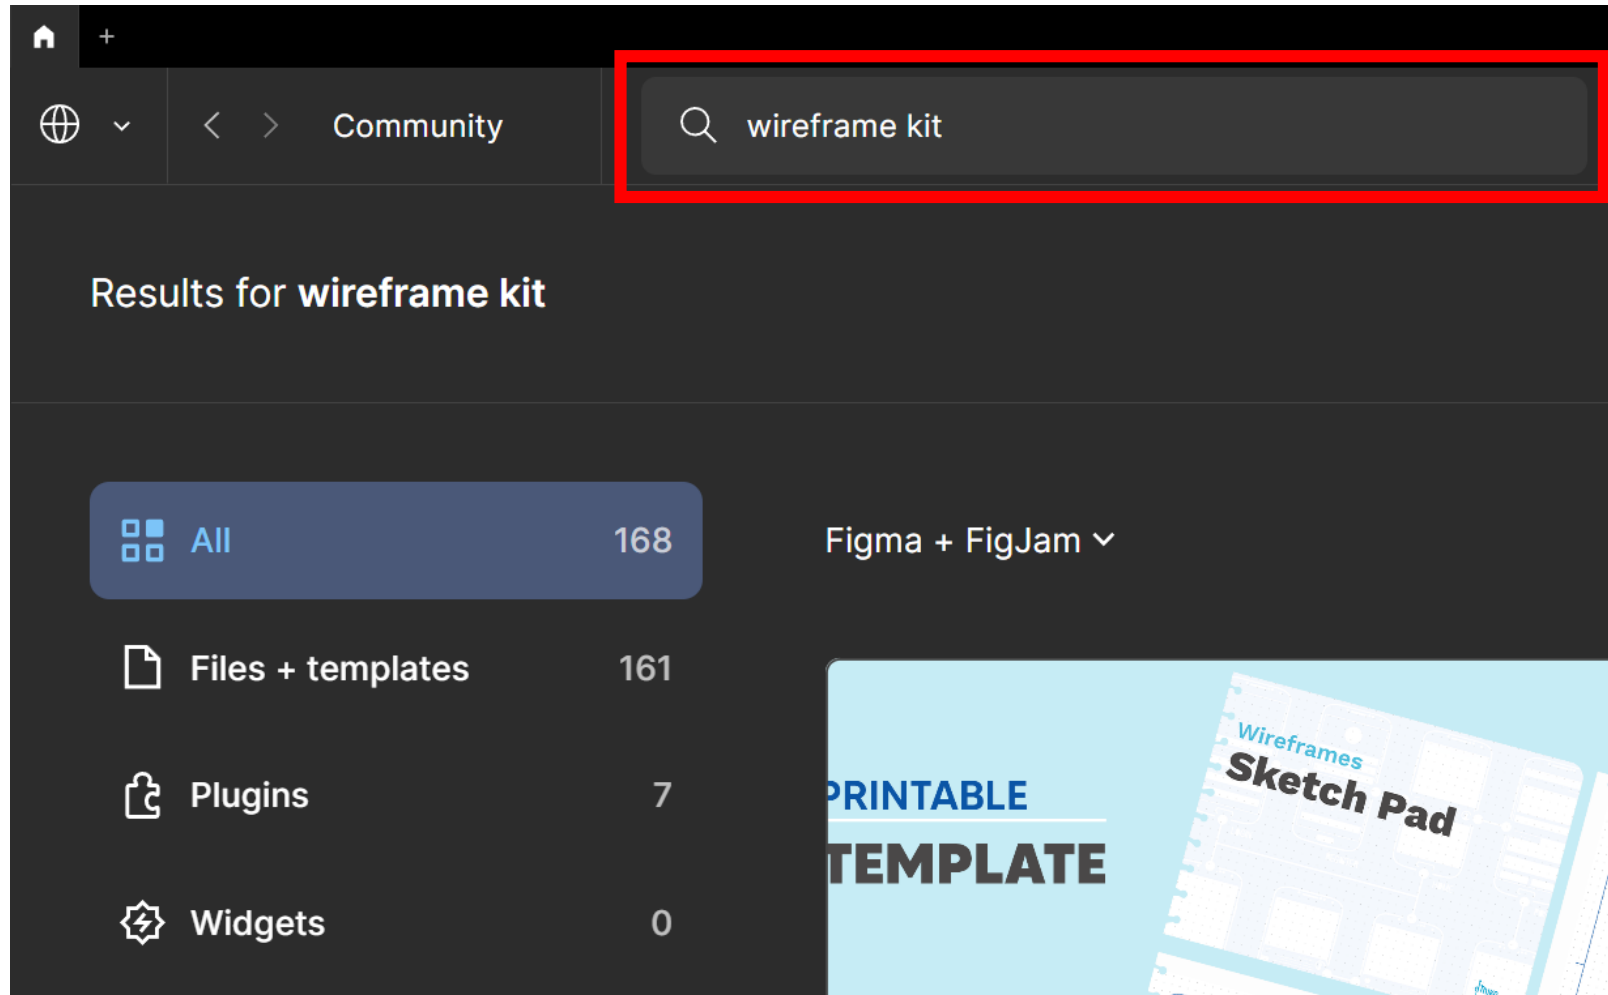 Community
wireframe kit
Results for wireframe kit
All 168
Files + templates 161
Plugins 7
Widgets 0
Figma + FigJam
PRINTABLE
TEMPLATE
Wireframes
Sketch Pad